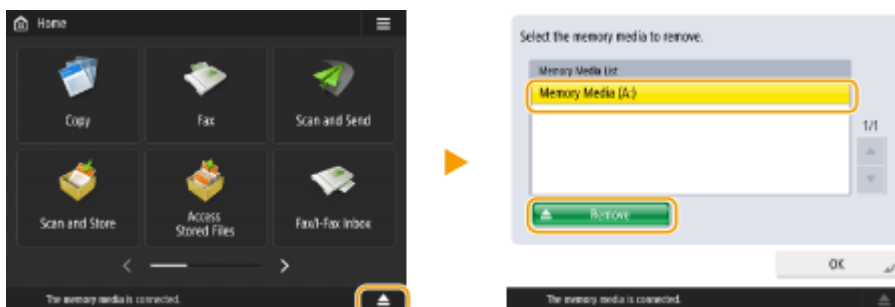 Home
Copy
Fax
Scan and Send
Scan and Store
Access
Stored Files
Fax/I-Fax Inbox
The memory media is connected.
Select the memory media to remove.
Memory Media List
Memory Media (A:)
1/1
Remove
OK
The memory media is connected.